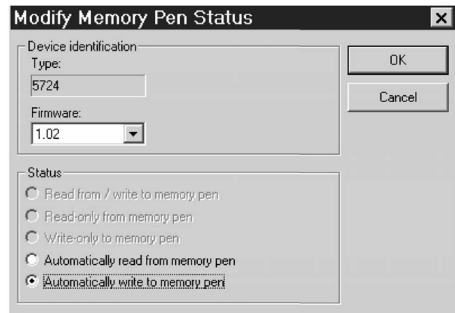 Modify Memory Pen Status
Device identification
Type:
5724
Firmware:
1.02
OK
Cancel
Status
Read from / write to memory pen
Read-only from memory pen
Write-only to memory pen
Automatically read from memory pen
Automatically write to memory pen